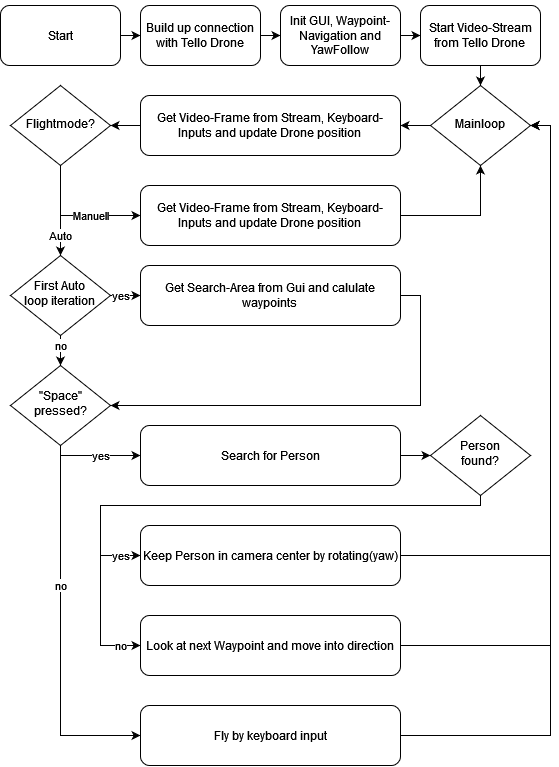 Start
Build up connection
with Tello Drone
Init GUI, Waypoint-
Navigation and
YawFollow
Start Video-Stream
from Tello Drone
Flightmode?
Get Video-Frame from Stream, Keyboard-
Inputs and update Drone position
Mainloop
Manuell
Get Video-Frame from Stream, Keyboard-
Inputs and update Drone position
Auto
First Auto
loop iteration
yes
Get Search-Area from Gui and calulate
waypoints
no
"Space"
pressed?
yes
Search for Person
Person
found?
yes
Keep Person in camera center by rotating(yaw)
no
no
Look at next Waypoint and move into direction
Fly by keyboard input